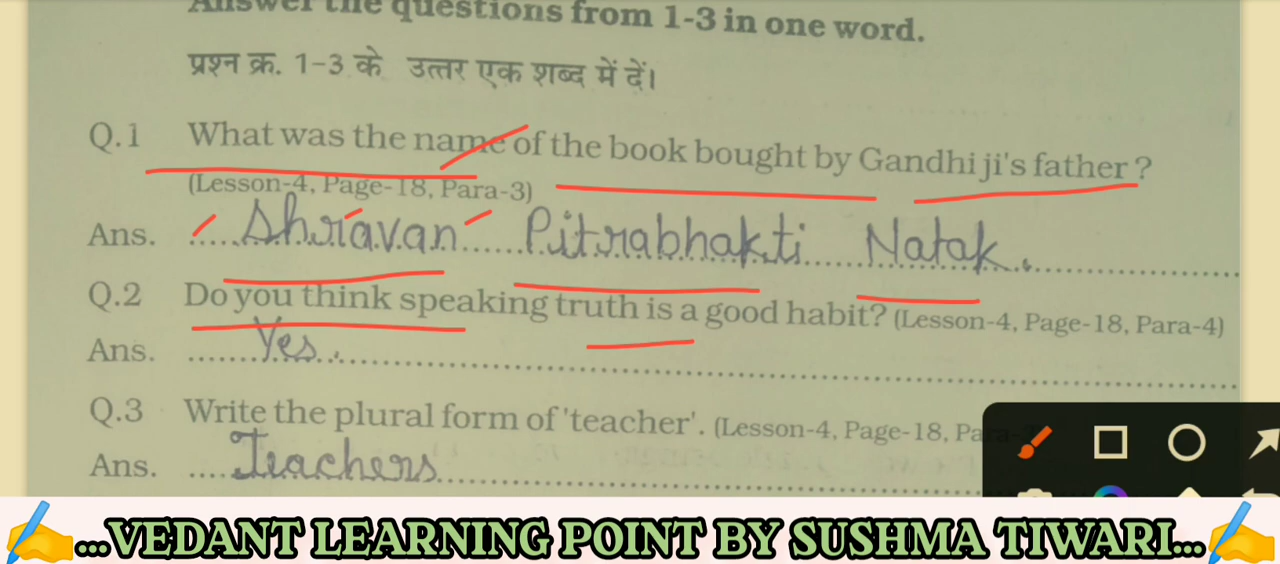 Answer the questions from 1-3 in one word.
प्रश्न क्र. 1-3 के उत्तर एक शब्द में दें।
Q.1 What was the name of the book bought by Gandhi ji's father ?
(Lesson-4, Page-18, Para-3)
Ans. .....Shravan......Pitrabhakti.....Natak.....
Q.2 Do you think speaking truth is a good habit? (Lesson-4, Page-18, Para-4)
Ans. .......Yes.....
Q.3 Write the plural form of 'teacher'. (Lesson-4, Page-18,
Ans. ....Teachers.....
...VEDANT LEARNING POINT BY SUSHMA TIWARI...